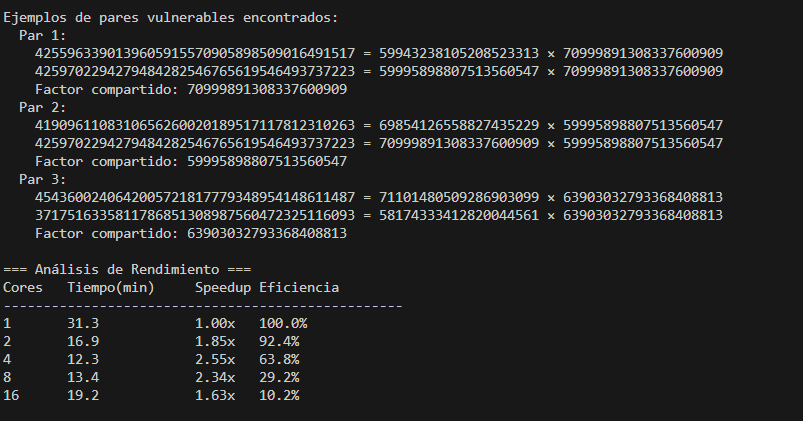 Ejemplos de pares vulnerables encontrados:
Par 1:
425596339013960591557090589850901649​1517 = 59943238105208523313 × 70999891308337600909
4259702294279484282546765619546493737223 = 59995898807513560547 × 70999891308337600909
Factor compartido: 70999891308337600909
Par 2:
4190961108310656260020189517117812310263 = 69854126558827435229 × 59995898807513560547
4259702294279484282546765619546493737223 = 70999891308337600909 × 59995898807513560547
Factor compartido: 59995898807513560547
Par 3:
4543600240642005721817779348954148611487 = 71101480509286903099 × 63903032793368408813
3717516335811786851308987560472325116093 = 58174333412820044561 × 63903032793368408813
Factor compartido: 63903032793368408813
=== Análisis de Rendimiento ===
Cores Tiempo(min) Speedup Eficiencia
--------------------------------------------------
1 31.3 1.00x 100.0%
2 16.9 1.85x 92.4%
4 12.3 2.55x 63.8%
8 13.4 2.34x 29.2%
16 19.2 1.63x 10.2%